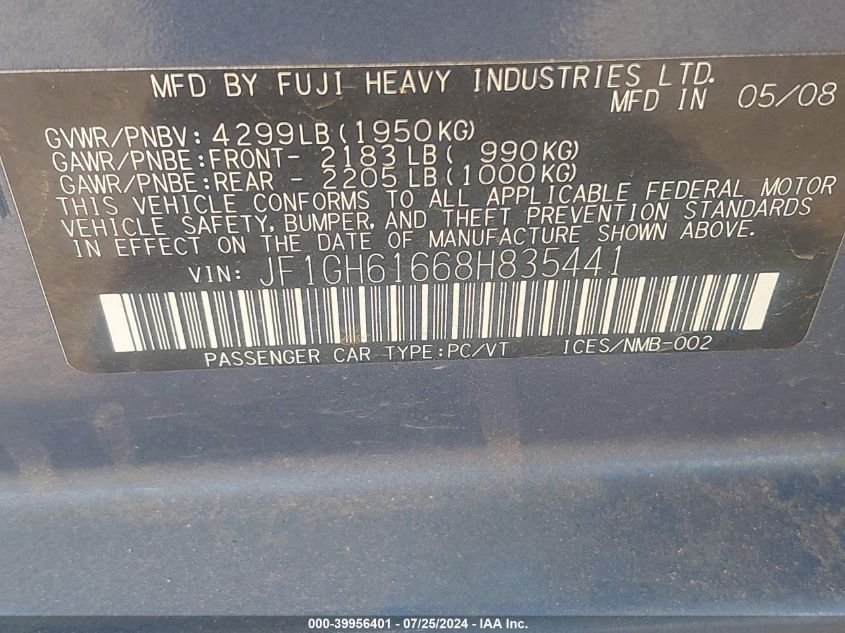 MFD BY FUJI HEAVY INDUSTRIES LTD.
MFD IN 05/08
GVWR/PNBV: 4299LB(1950KG)
GAWR/PNBE:FRONT- 2183LB( 990KG)
GAWR/PNBE:REAR - 2205LB(1000KG)
THIS VEHICLE CONFORMS TO ALL APPLICABLE FEDERAL MOTOR
VEHICLE SAFETY, BUMPER, AND THEFT PREVENTION STANDARDS
IN EFFECT ON THE DATE OF MANUFACTURE SHOWN ABOVE.
VIN: JF1GH61668H835441
PASSENGER CAR TYPE:PC/VT ICES/NMB-002
000-39956401 - 07/25/2024 - IAA Inc.